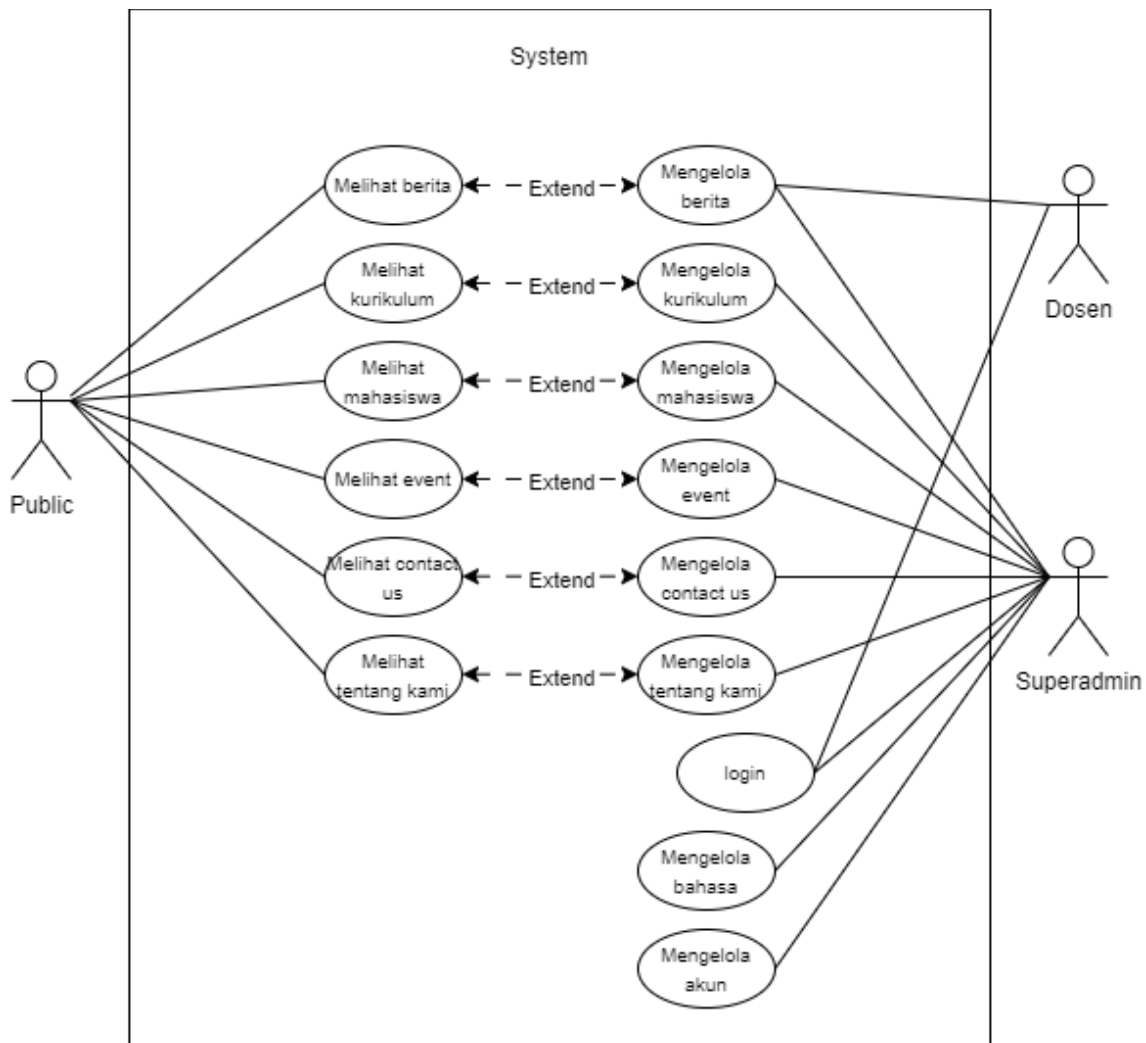 System
Melihat berita
Extend
Mengelola
berita
Melihat
kurikulum
Extend
Mengelola
kurikulum
Dosen
Melihat
mahasiswa
Extend
Mengelola
mahasiswa
Public
Melihat event
Extend
Mengelola
event
Melihat contact
us
Extend
Mengelola
contact us
Superadmin
Melihat
tentang kami
Extend
Mengelola
tentang kami
login
Mengelola
bahasa
Mengelola
akun